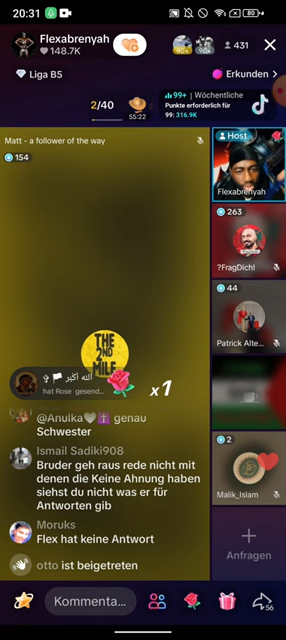 20:31
80%
Flexabrenyah
148.7K
90+
90+
431
Liga B5
Erkunden >
2/40
55:22
99+ | Wöchentliche
Punkte erforderlich für
99: 316.9K
Matt - a follower of the way
154
Host
Flexabrenyah
263
?FragDich!
44
Patrick Alte...
2
Malik_Islam
Anfragen
THE
2ND
MILE
الله أكبر
hat Rose gesend...
x1
@Anulka genau
Schwester
Ismail Sadiki908
Bruder geh raus rede nicht mit
denen die Keine Ahnung haben
siehst du nicht was er für
Antworten gib
Moruks
Flex hat keine Antwort
otto ist beigetreten
Kommenta...
56